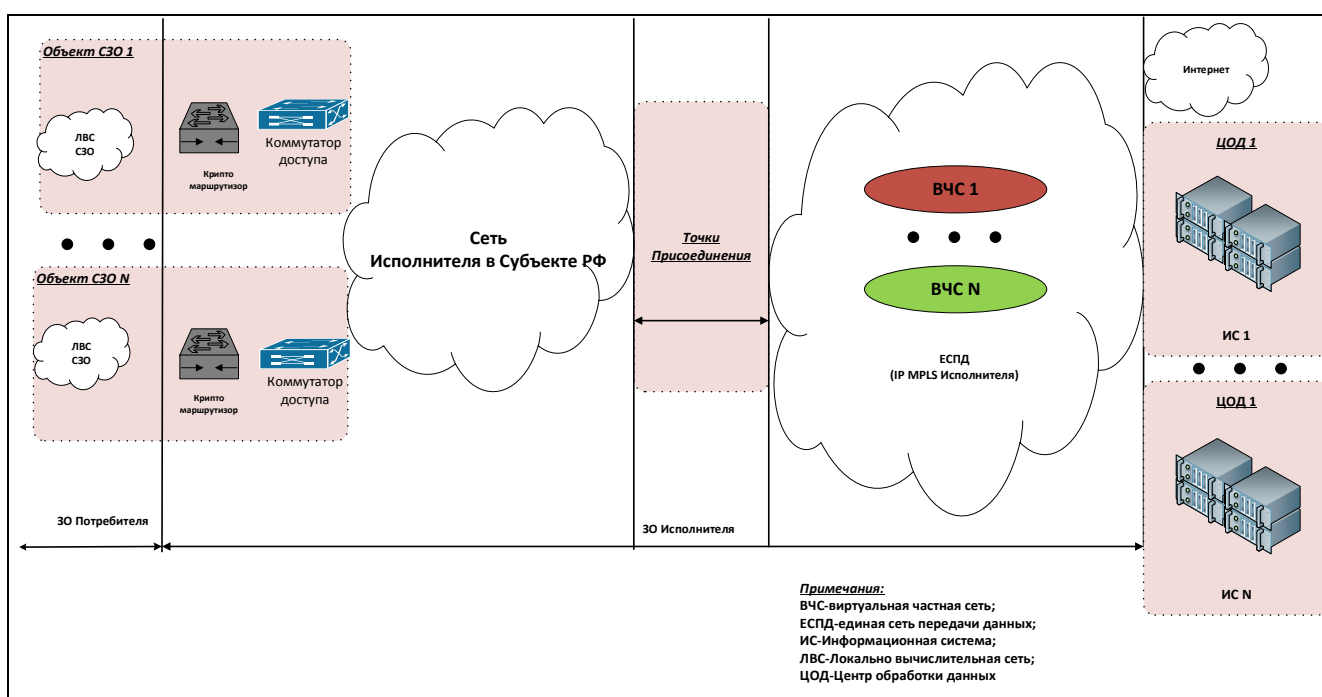 Объект СЗО 1
ЛВС
СЗО
Крипто
маршрутизор
Коммутатор
доступа
Объект СЗО N
ЛВС
СЗО
Крипто
маршрутизор
Коммутатор
доступа
Сеть
Исполнителя в Субъекте РФ
Точки
Присоединения
ВЧС 1
ВЧС N
ЕСПД
(IP MPLS Исполнителя)
Интернет
ЦОД 1
ИС 1
ЦОД 1
ИС N
ЗО Потребителя
ЗО Исполнителя
Примечания:
ВЧС-виртуальная частная сеть;
ЕСПД-единая сеть передачи данных;
ИС-Информационная система;
ЛВС-Локально вычислительная сеть;
ЦОД-Центр обработки данных